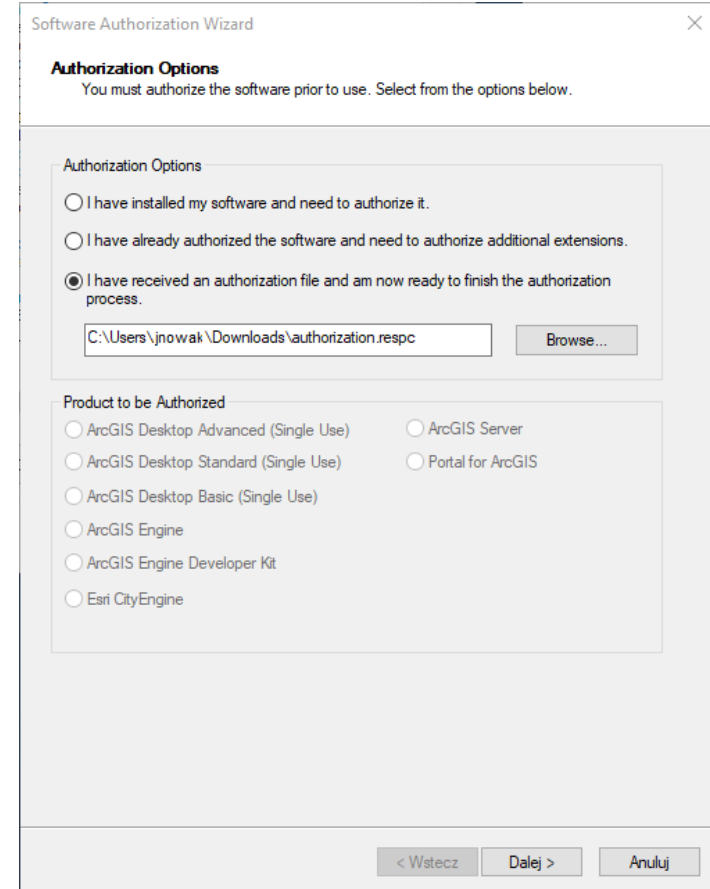 Software Authorization Wizard
Authorization Options
You must authorize the software prior to use. Select from the options below.
Authorization Options
I have installed my software and need to authorize it.
I have already authorized the software and need to authorize additional extensions.
I have received an authorization file and am now ready to finish the authorization
process.
C:\Users\jnowak\Downloads\authorization.respc
Browse...
Product to be Authorized
ArcGIS Desktop Advanced (Single Use)
ArcGIS Server
ArcGIS Desktop Standard (Single Use)
Portal for ArcGIS
ArcGIS Desktop Basic (Single Use)
ArcGIS Engine
ArcGIS Engine Developer Kit
Esri CityEngine
< Wstecz
Dalej >
Anuluj